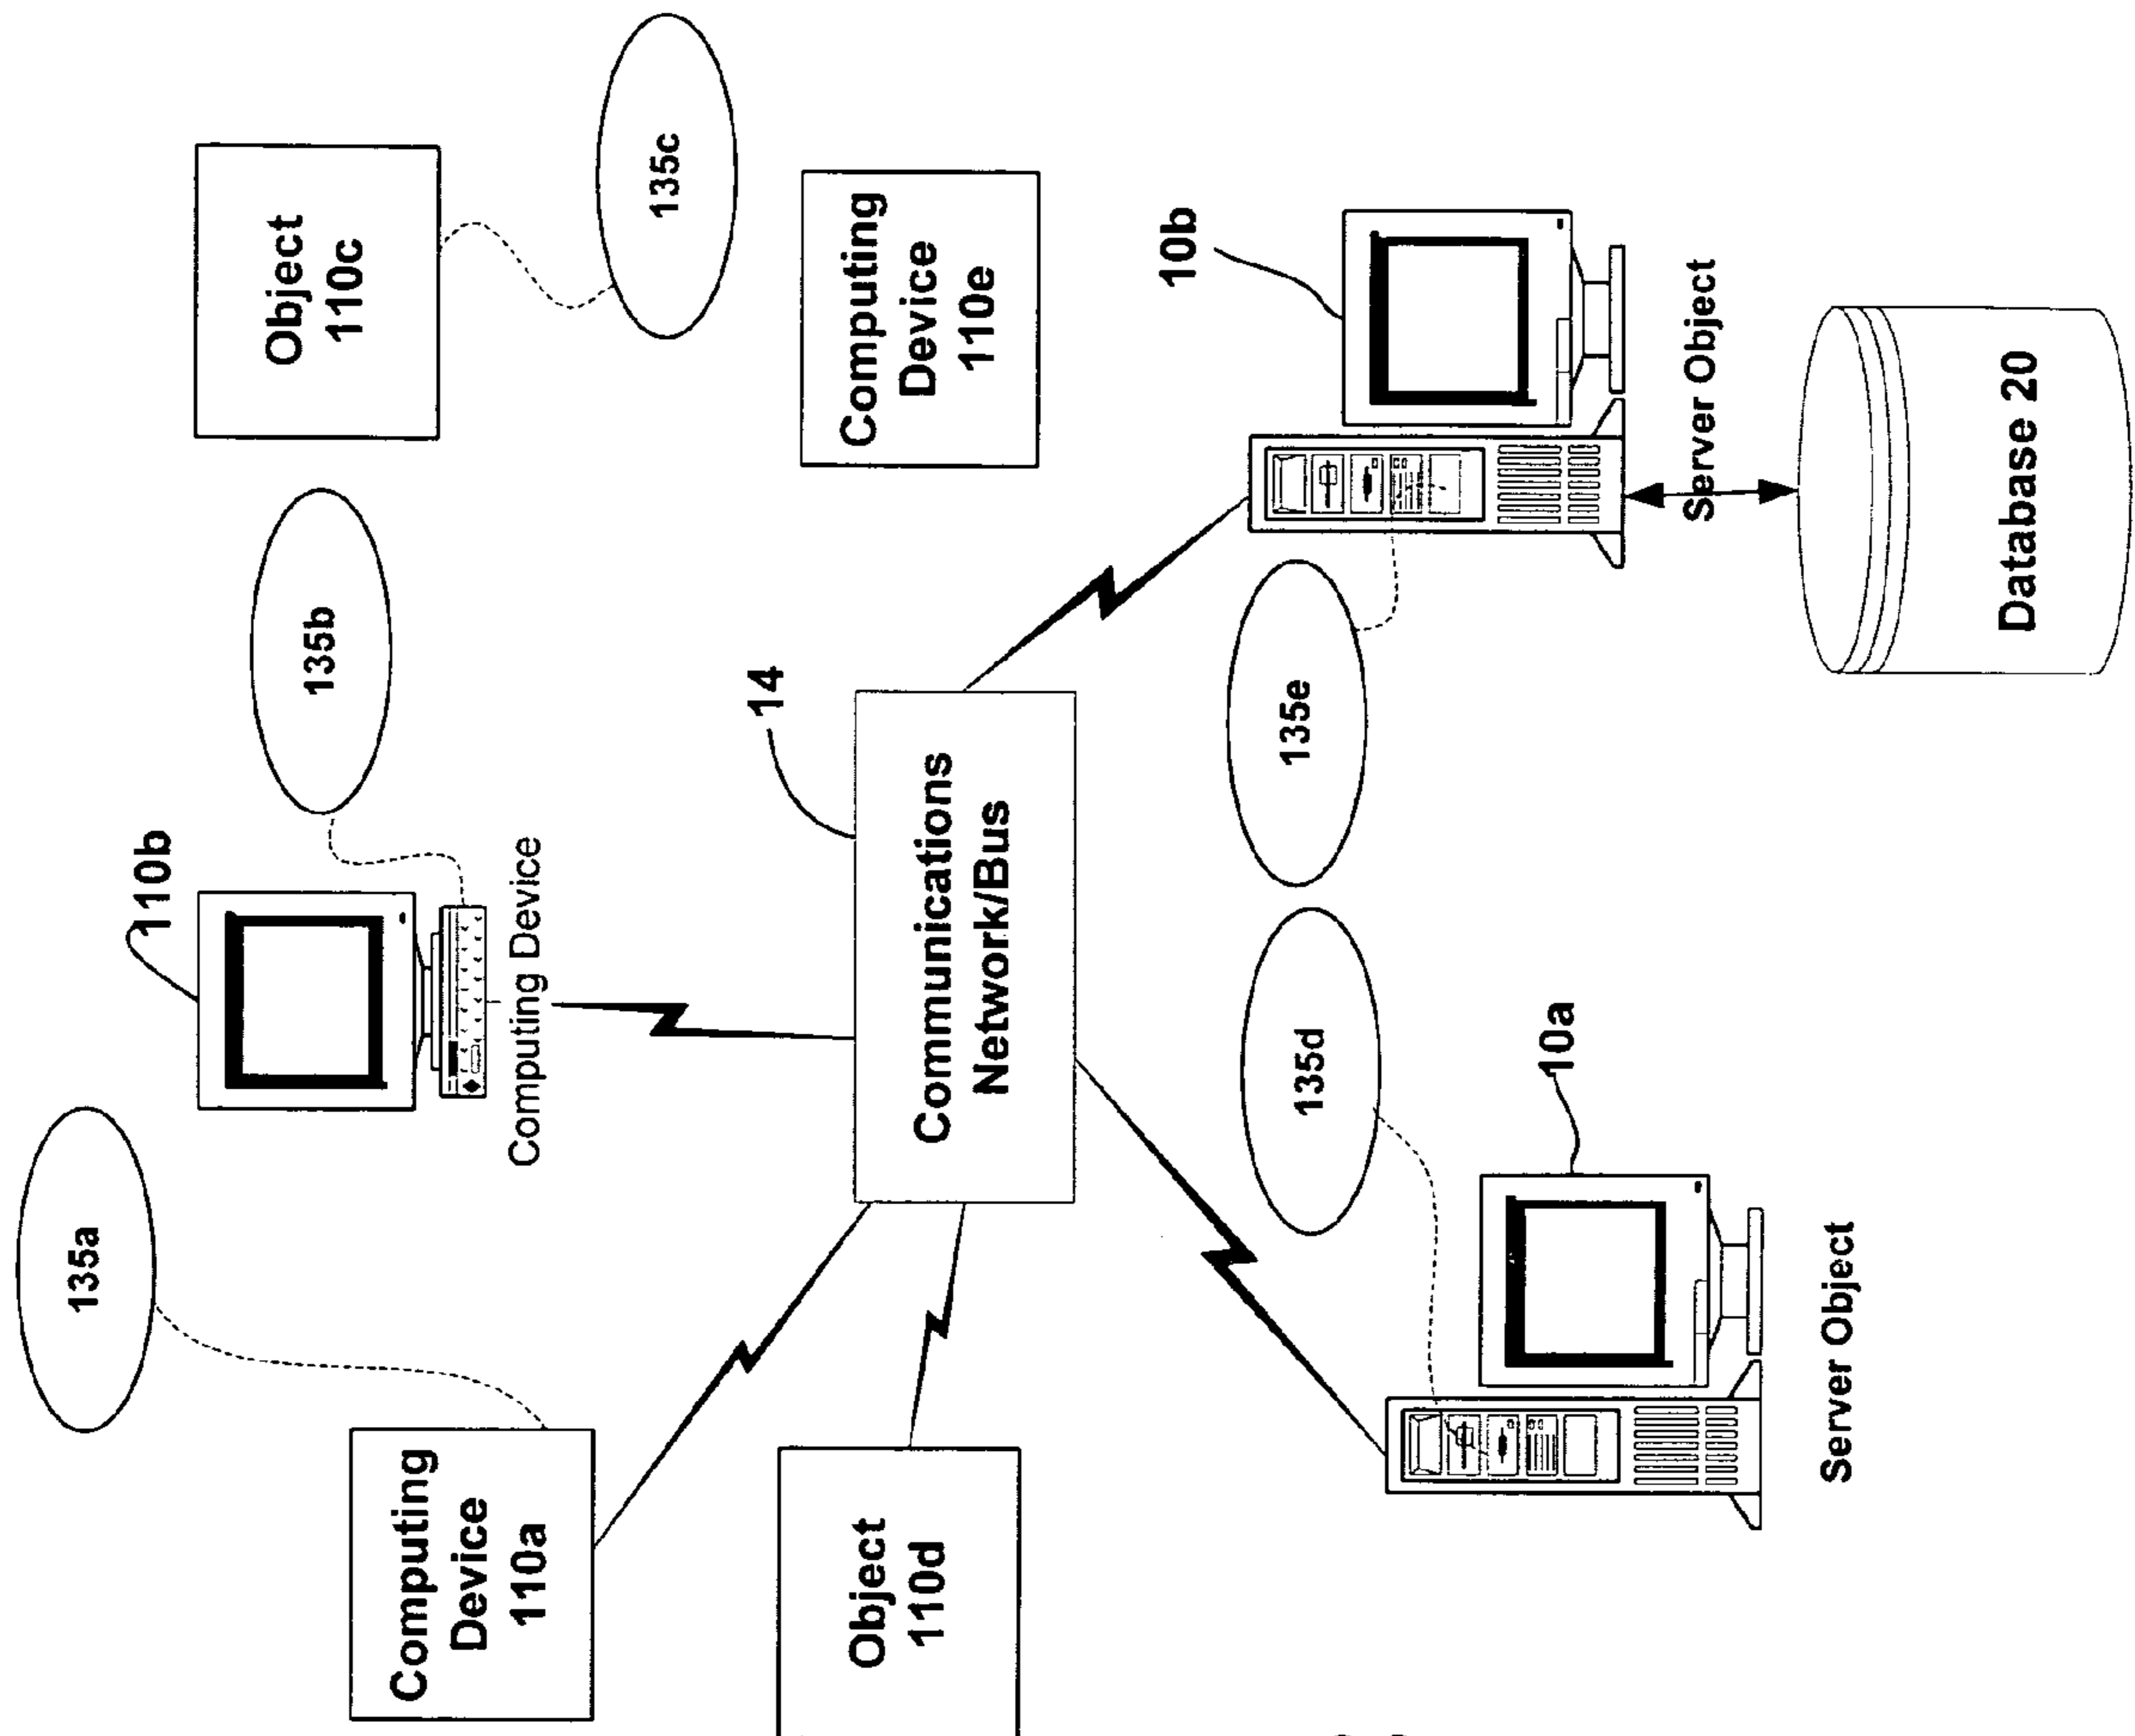 135a
110b
135b
Object
110c
135c
Computing
Device
110a
Computing Device
14
Computing
Device
110e
Object
110d
Communications
Network/Bus
10b
135d
135e
10a
Server Object
Server Object
Database 20